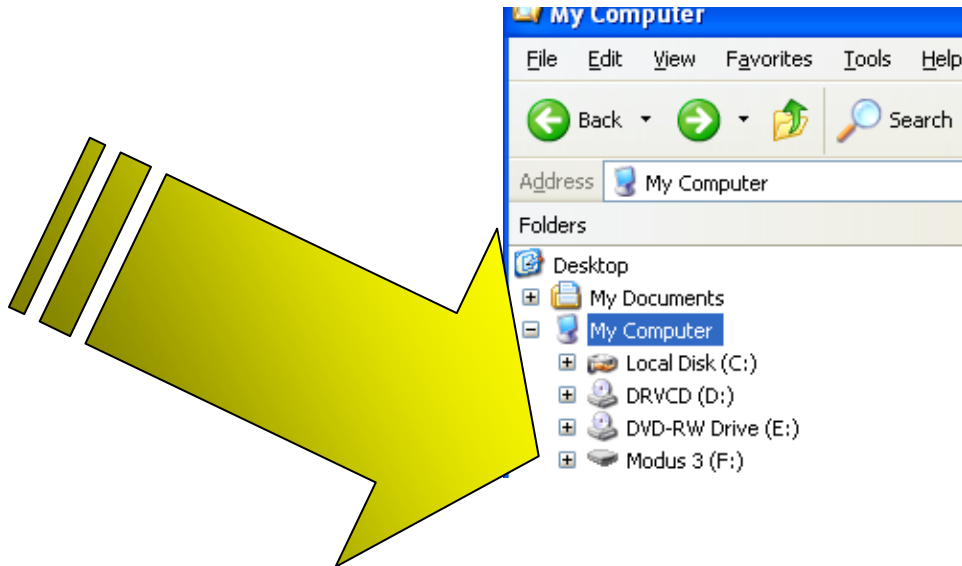 My Computer
File Edit View Favorites Tools Help
Back Search
Address My Computer
Folders
Desktop
My Documents
My Computer
Local Disk (C:)
DRVCD (D:)
DVD-RW Drive (E:)
Modus 3 (F:)